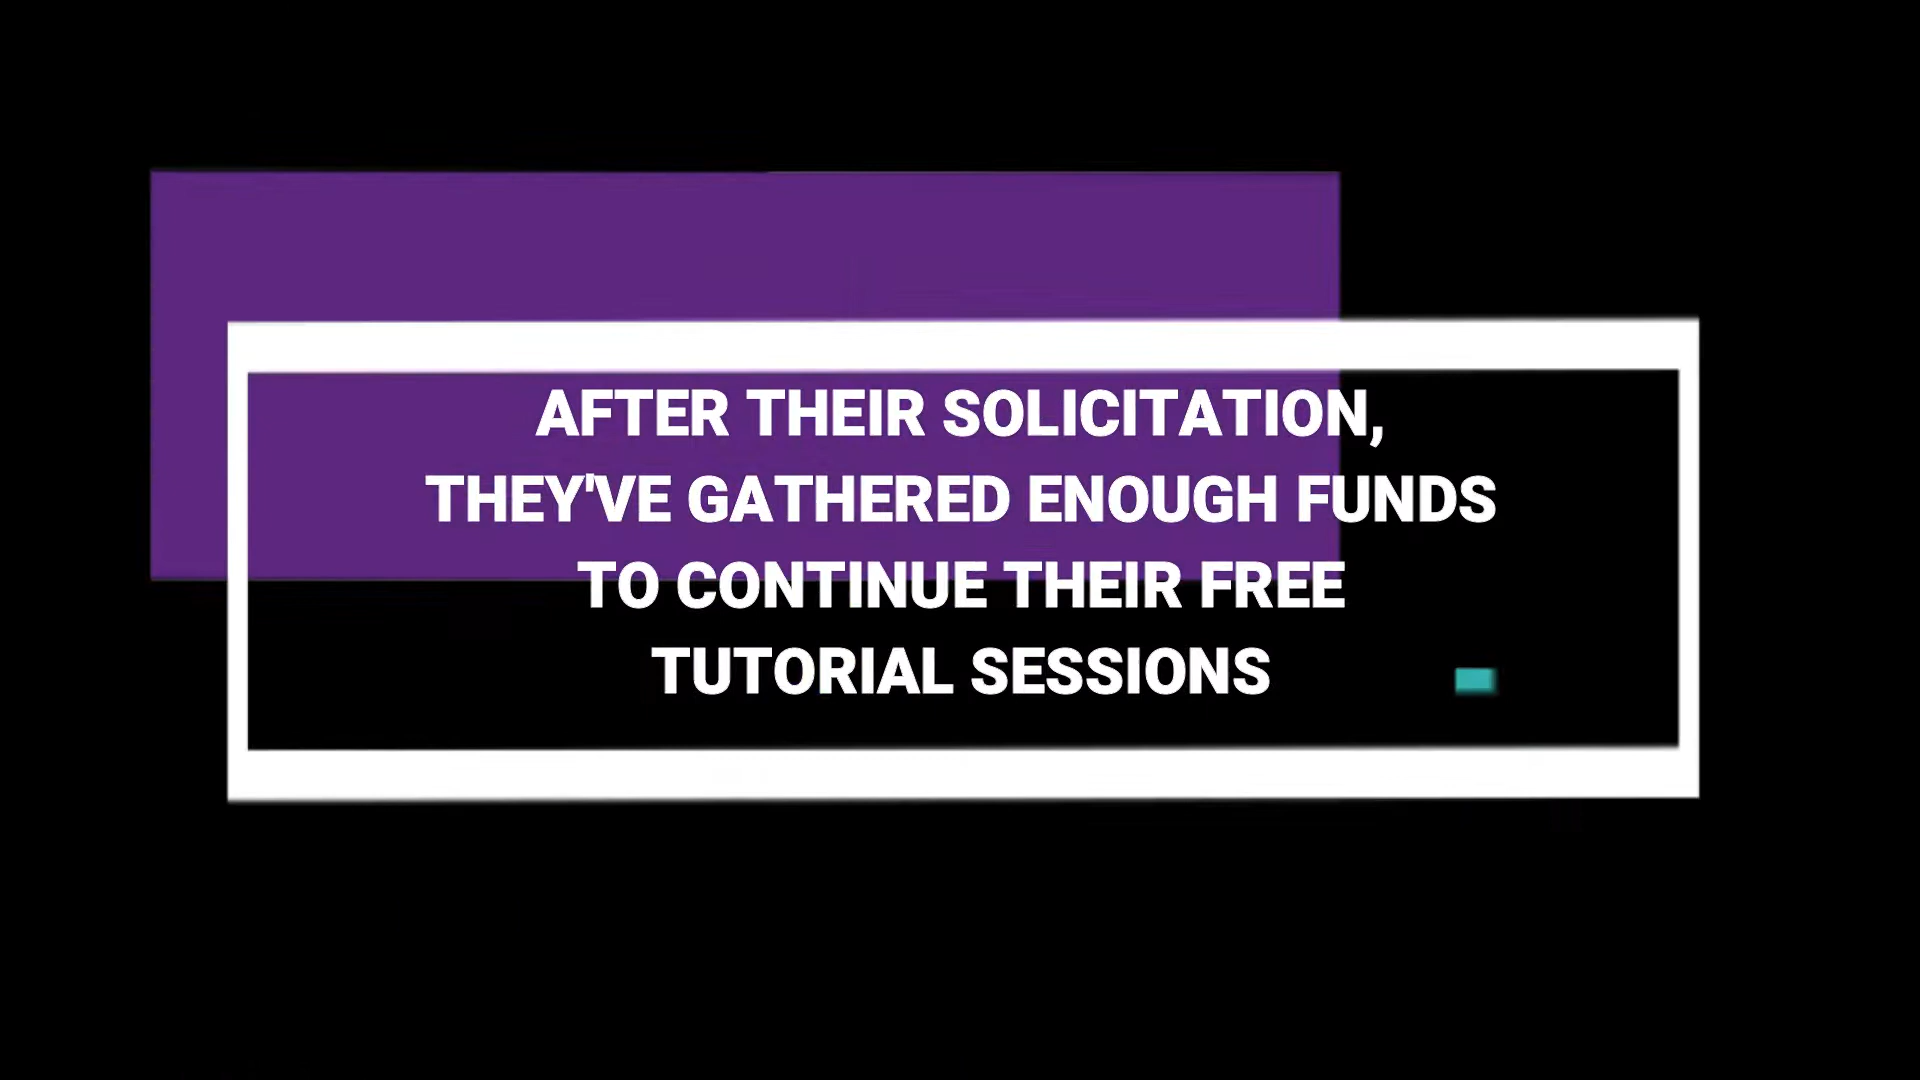 AFTER THEIR SOLICITATION,
THEY'VE GATHERED ENOUGH FUNDS
TO CONTINUE THEIR FREE
TUTORIAL SESSIONS